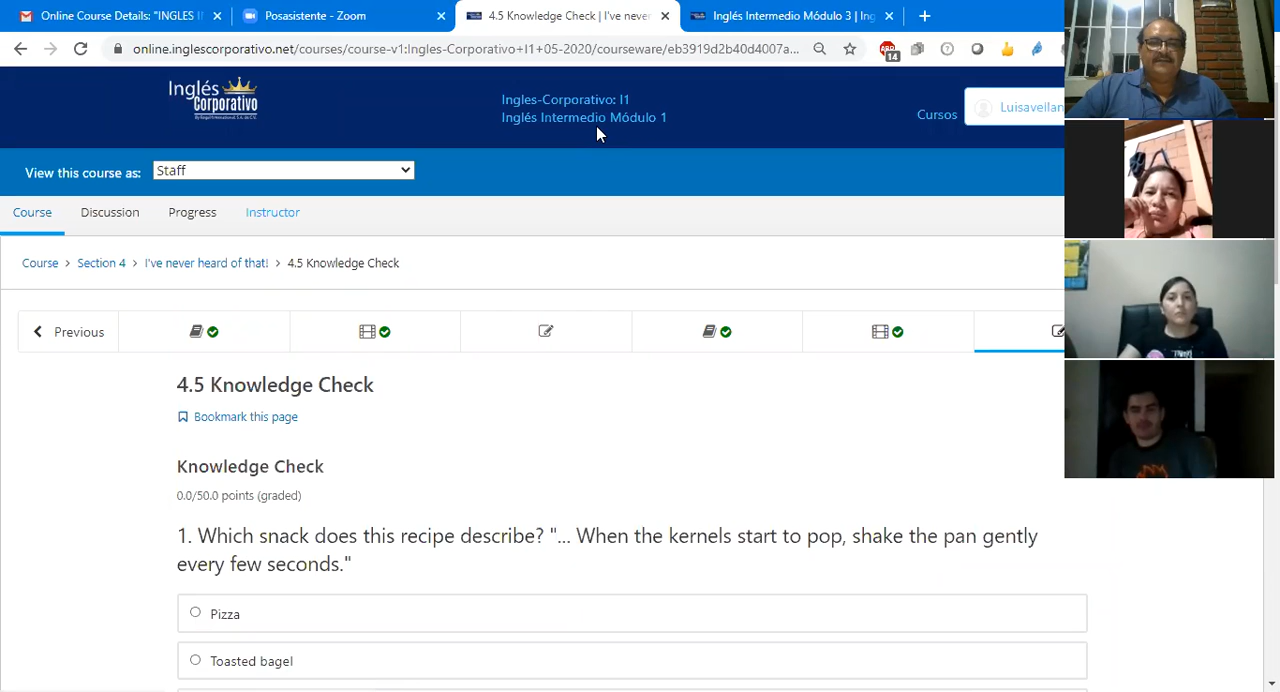 Online Course Details: "INGLES I
Posasistente - Zoom
4.5 Knowledge Check | I've never
Inglés Intermedio Módulo 3 | Ing
online.inglescorporativo.net/courses/course-v1:Ingles-Corporativo+I1+05-2020/courseware/eb3919d2b40d4007a...
14
Inglés
Corporativo
Ingles-Corporativo: I1
Inglés Intermedio Módulo 1
Cursos
Luisavellan
View this course as:
Staff
Course
Discussion
Progress
Instructor
Course > Section 4 > I've never heard of that! > 4.5 Knowledge Check
Previous
4.5 Knowledge Check
Bookmark this page
Knowledge Check
0.0/50.0 points (graded)
1. Which snack does this recipe describe? "... When the kernels start to pop, shake the pan gently
every few seconds."
Pizza
Toasted bagel